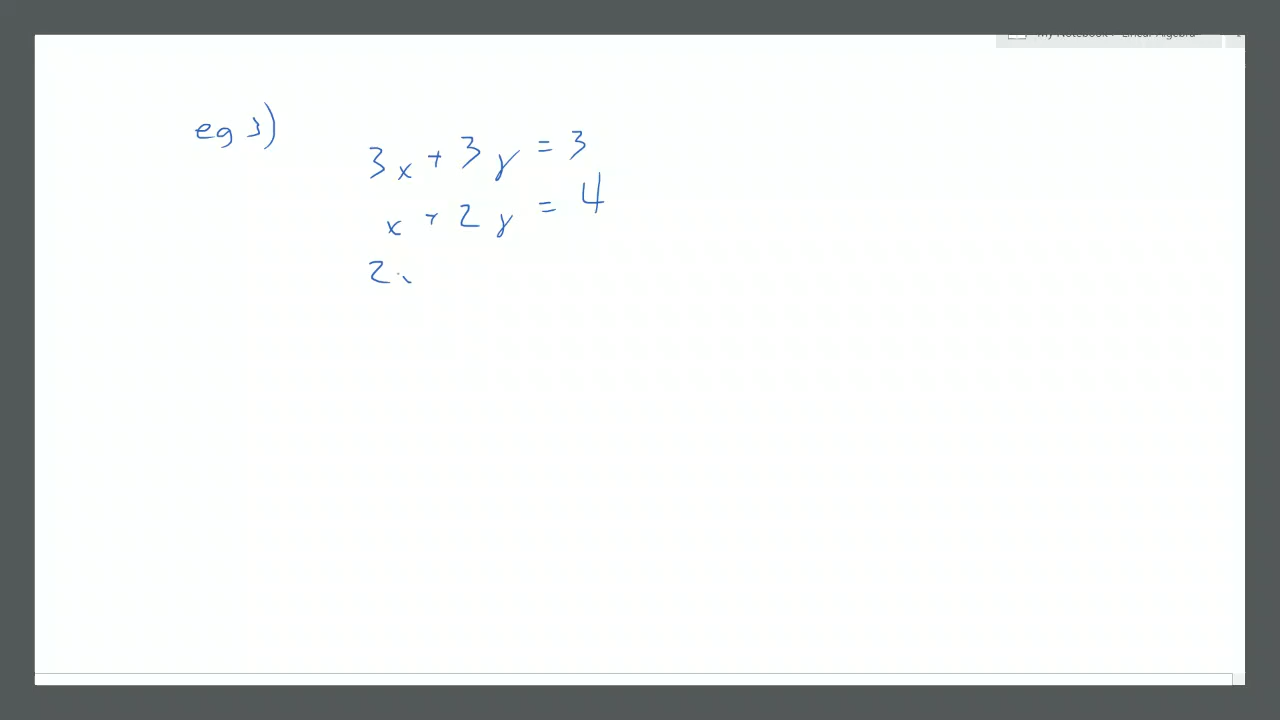 eg 3)
3x + 3y = 3
x + 2y = 4
2